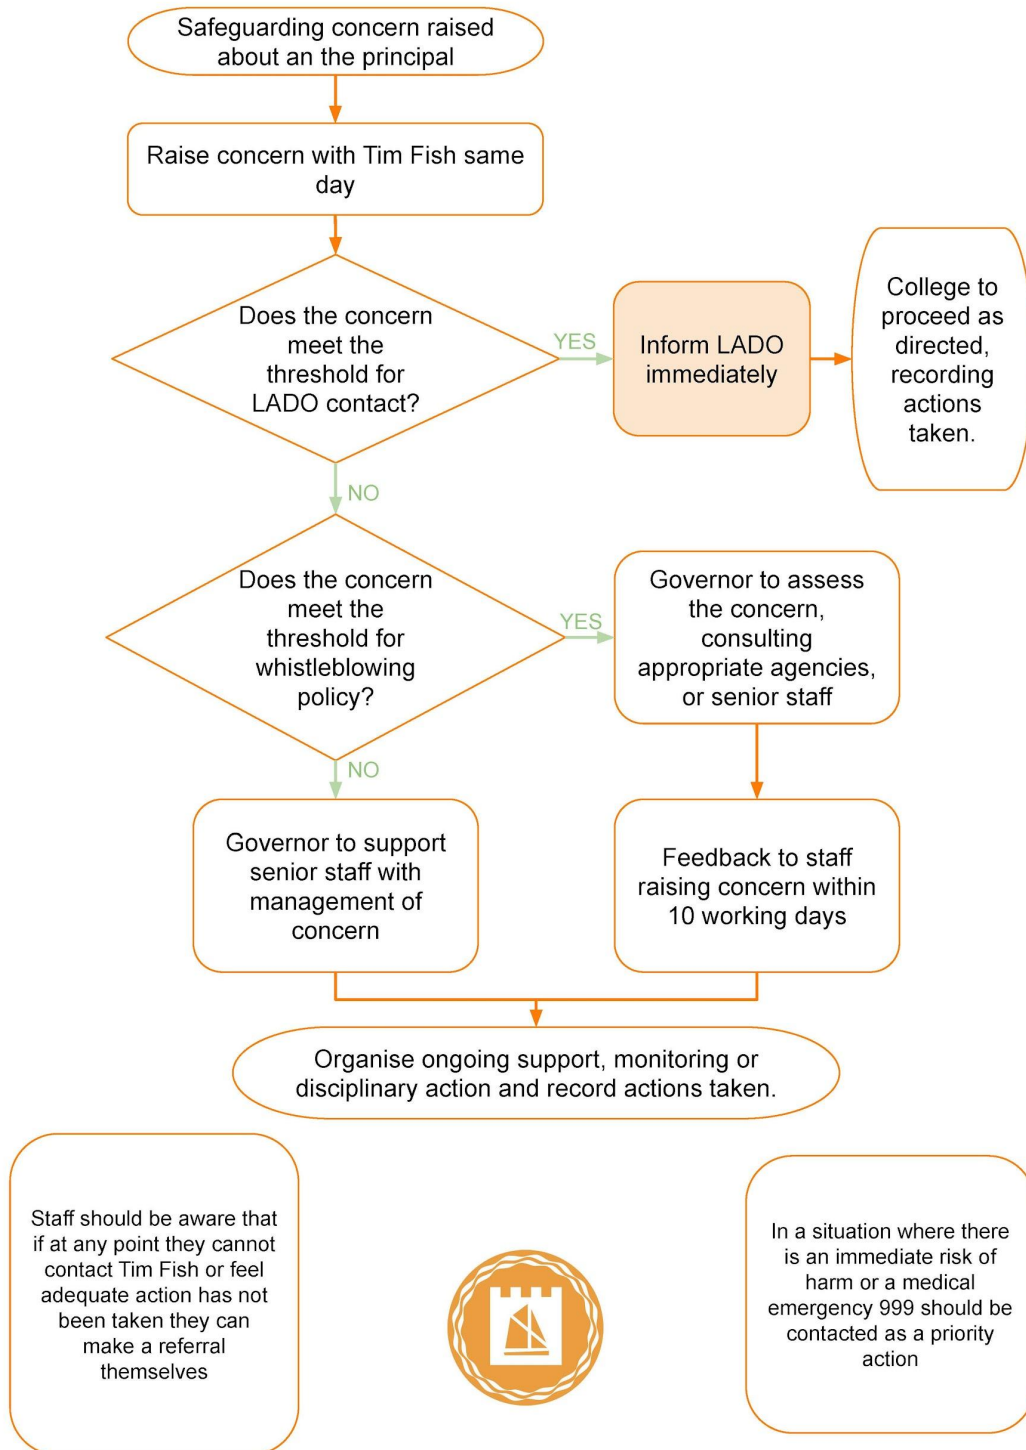 Safeguarding concern raised
about an the principal
Raise concern with Tim Fish same
day
Does the concern
meet the
threshold for
LADO contact?
YES
Inform LADO
immediately
College to
proceed as
directed,
recording
actions
taken.
NO
Does the concern
meet the
threshold for
whistleblowing
policy?
YES
Governor to assess
the concern,
consulting
appropriate agencies,
or senior staff
NO
Governor to support
senior staff with
management of
concern
Feedback to staff
raising concern within
10 working days
Organise ongoing support, monitoring or
disciplinary action and record actions taken.
Staff should be aware that
if at any point they cannot
contact Tim Fish or feel
adequate action has not
been taken they can
make a referral
themselves
In a situation where there
is an immediate risk of
harm or a medical
emergency 999 should be
contacted as a priority
action